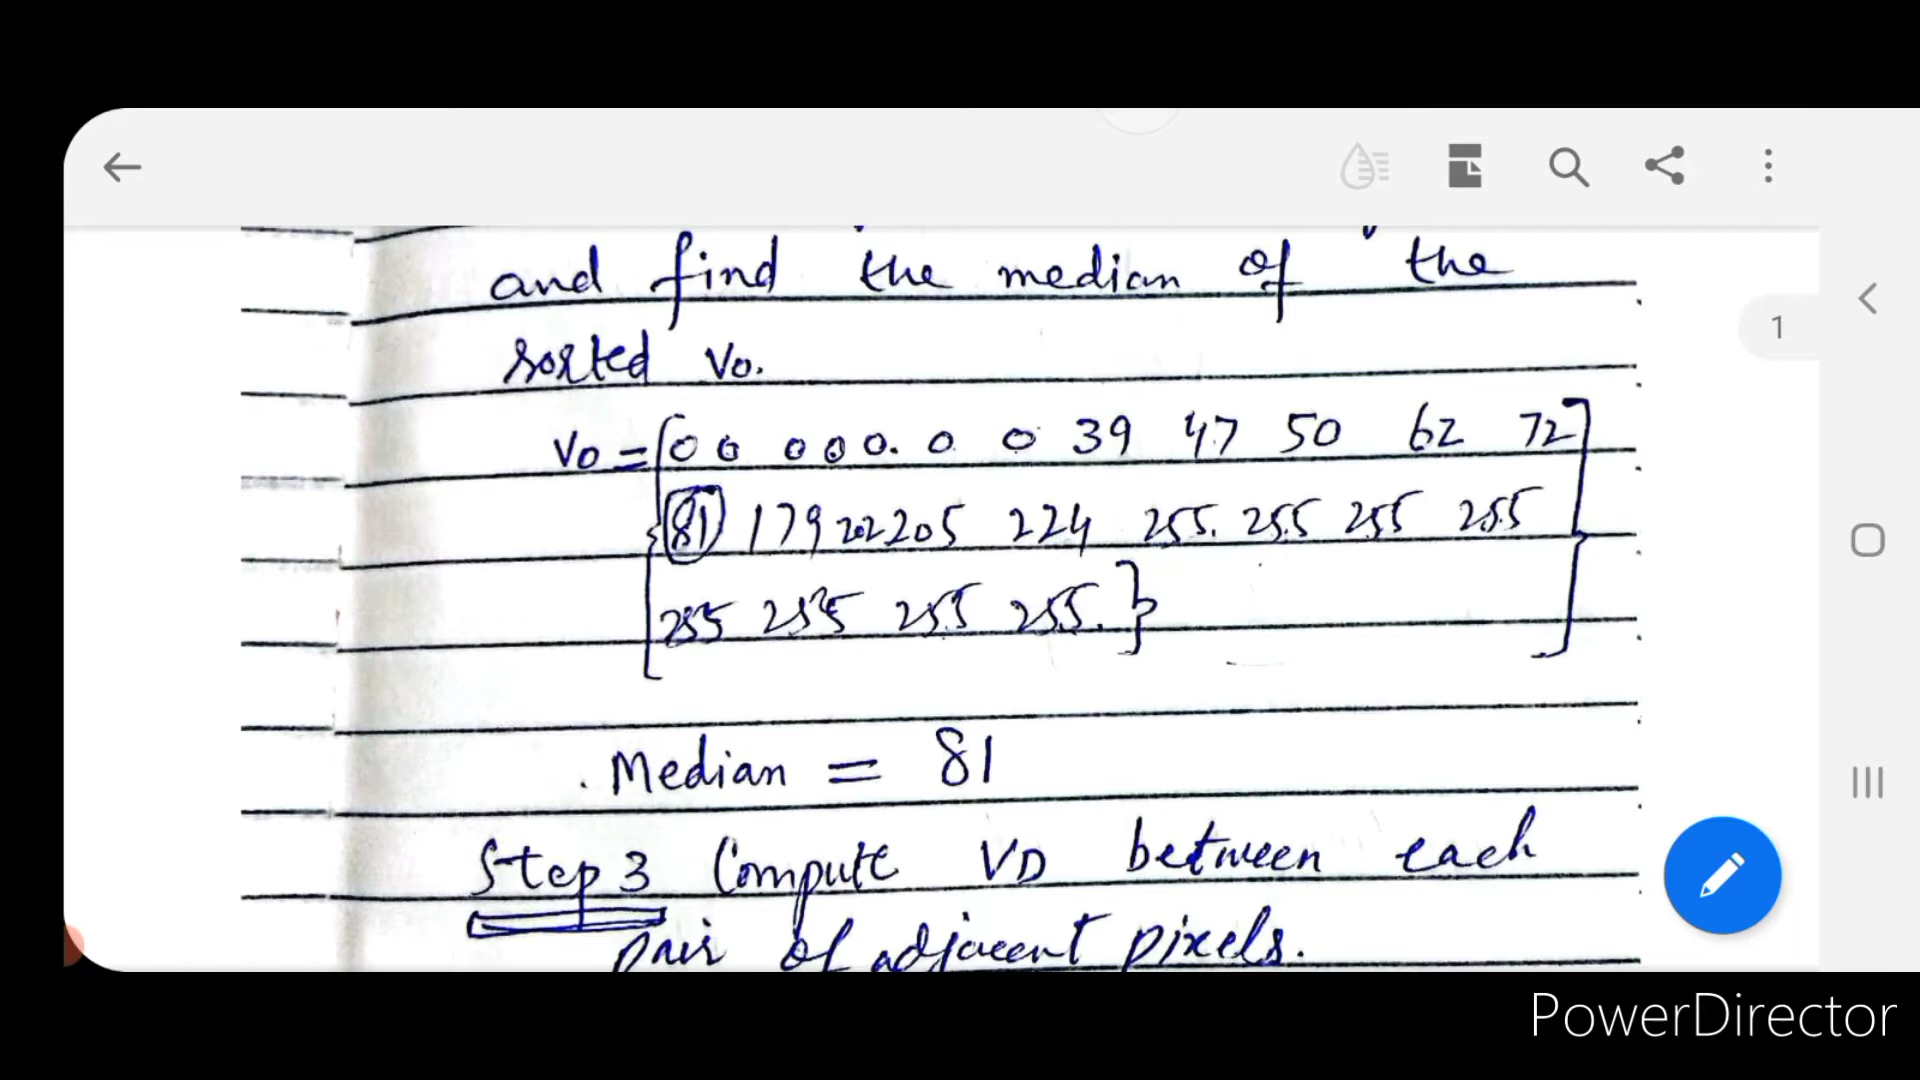 1
and find the median of the
sorted Vo.
Vo = [0 0 0 0 0. 0 0 39 47 50 62 72]
{81 179 202 205 224 255. 255 255 255
255 255 255 255. }
. Median = 81
Step 3 Compute VD between each
pair of adjacent pixels.
PowerDirector